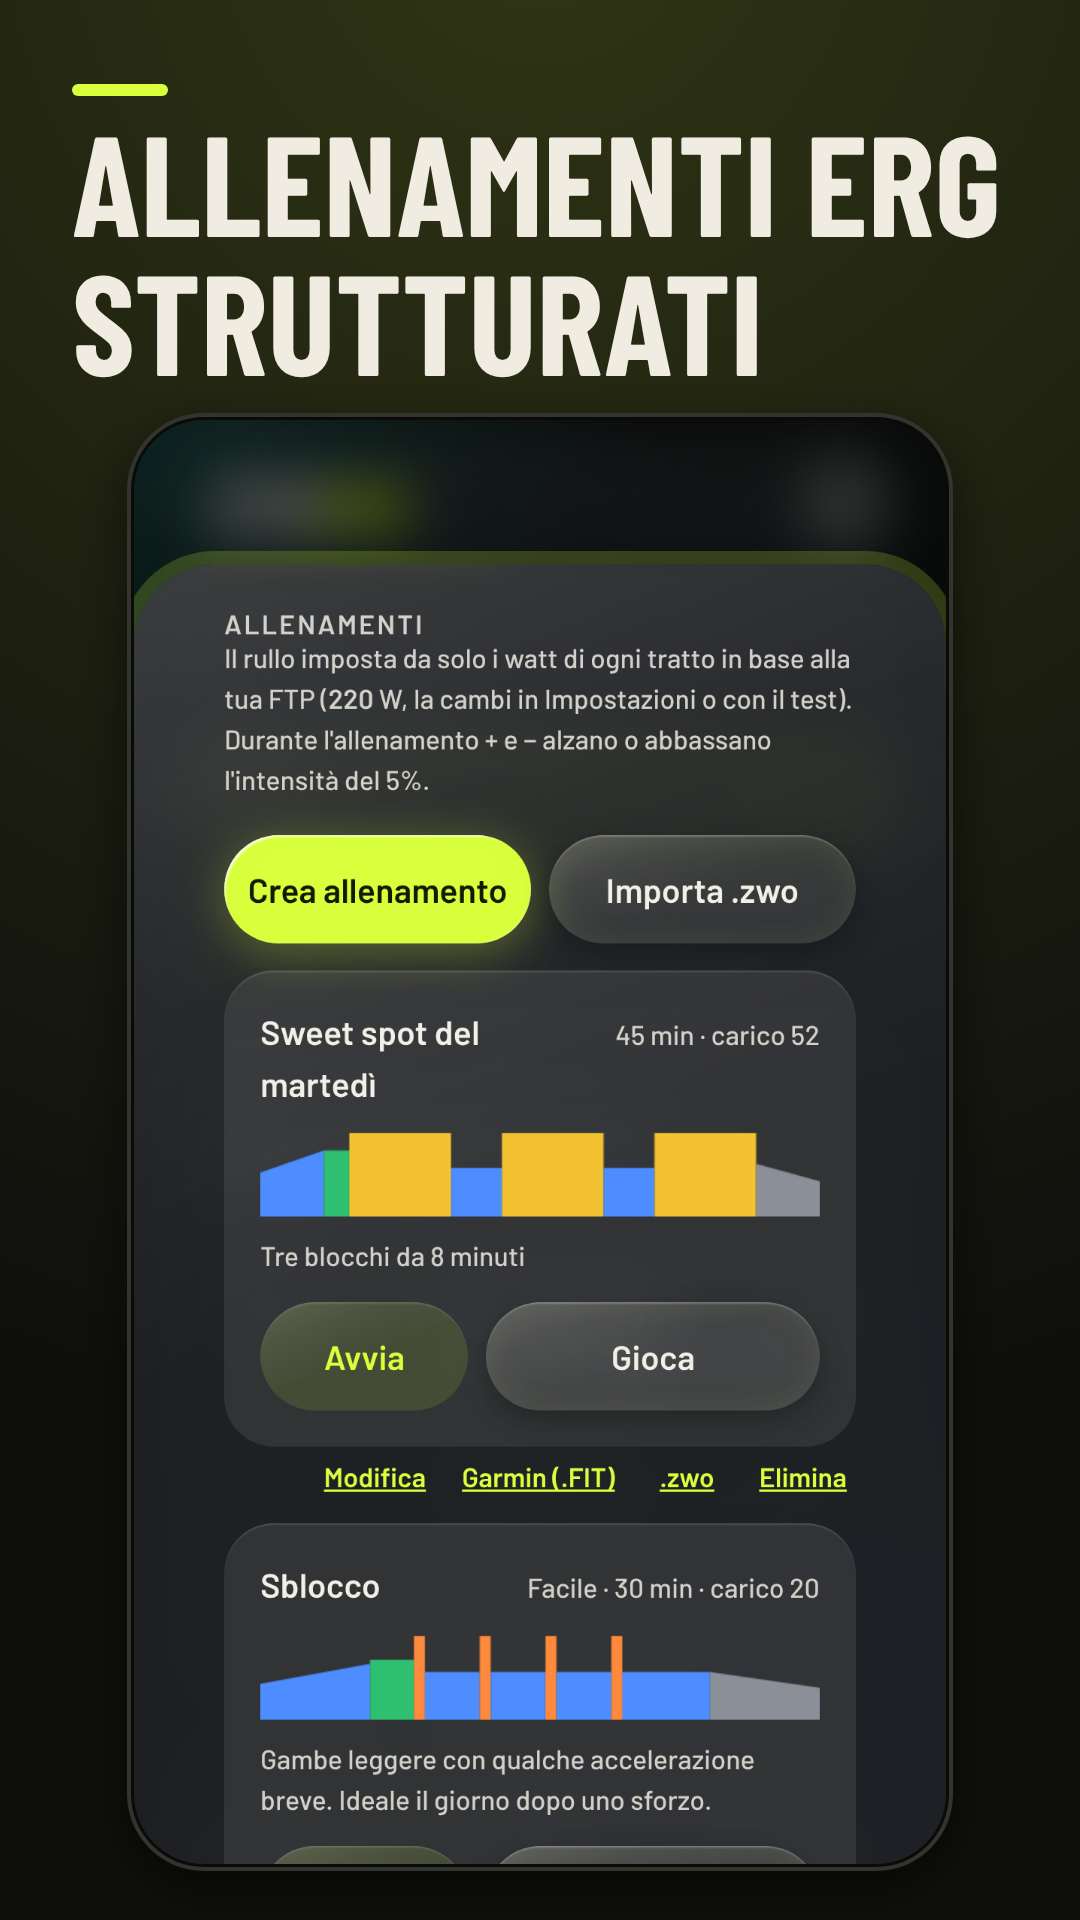 ALLENAMENTI ERG
STRUTTURATI
ALLENAMENTI
Il rullo imposta da solo i watt di ogni tratto in base alla
tua FTP (220 W, la cambi in Impostazioni o con il test).
Durante l'allenamento + e – alzano o abbassano
l'intensità del 5%.
Crea allenamento
Importa .zwo
Sweet spot del
martedì
45 min · carico 52
Tre blocchi da 8 minuti
Avvia
Gioca
Modifica
Garmin (.FIT)
.zwo
Elimina
Sblocco
Facile · 30 min · carico 20
Gambe leggere con qualche accelerazione
breve. Ideale il giorno dopo uno sforzo.